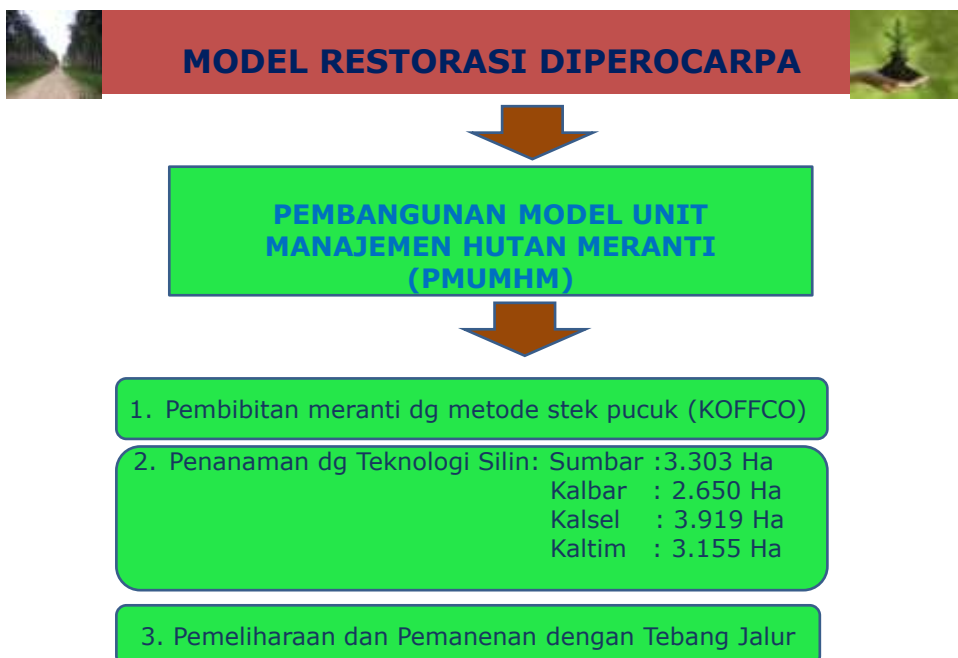 MODEL RESTORASI DIPEROCARPA
PEMBANGUNAN MODEL UNIT
MANAJEMEN HUTAN MERANTI
(PMUMHM)
1. Pembibitan meranti dg metode stek pucuk (KOFFCO)
2. Penanaman dg Teknologi Silin: Sumbar :3.303 Ha
Kalbar : 2.650 Ha
Kalsel : 3.919 Ha
Kaltim : 3.155 Ha
3. Pemeliharaan dan Pemanenan dengan Tebang Jalur